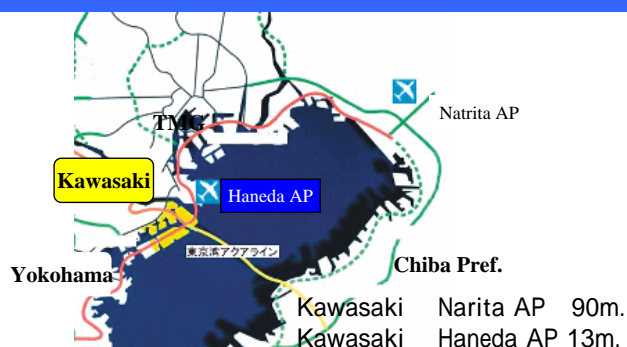 Natrita AP
TMG
Kawasaki
Haneda AP
東京湾アクアライン
Yokohama
Chiba Pref.
Kawasaki Narita AP 90m.
Kawasaki Haneda AP 13m.